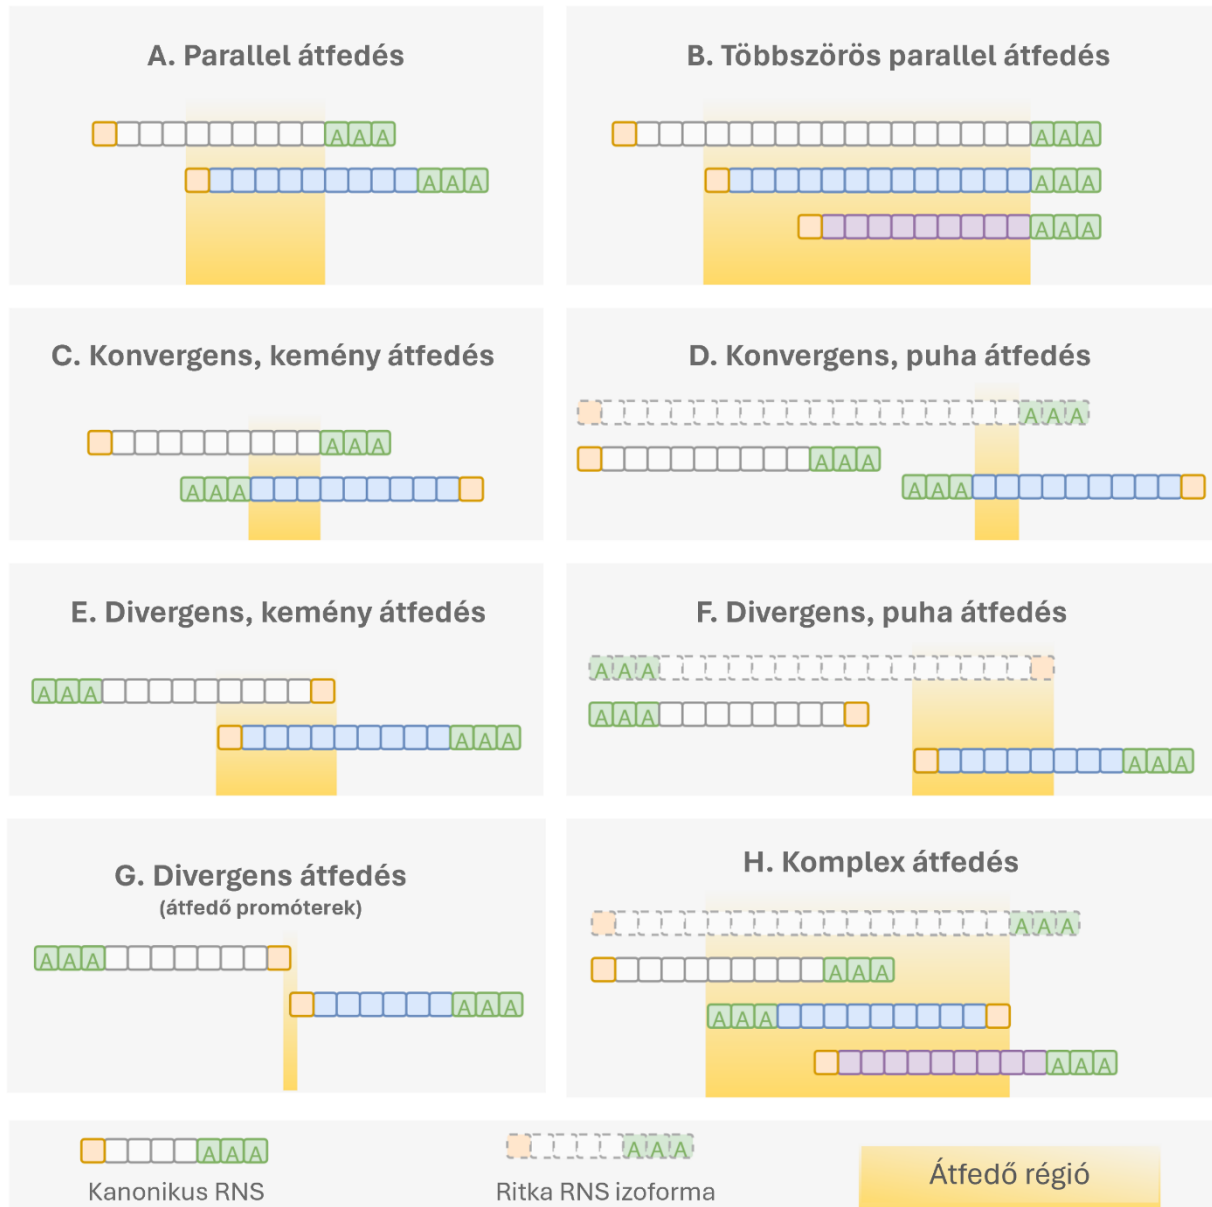 A. Parallel átfedés
B. Többszörös parallel átfedés
A A A
A A A
A A A
A A A
A A A
C. Konvergens, kemény átfedés
D. Konvergens, puha átfedés
A A A
A A A
A A A
A A A
A A A
E. Divergens, kemény átfedés
F. Divergens, puha átfedés
A A A
A A A
A A A
A A A
A A A
G. Divergens átfedés
(átfedő promóterek)
H. Komplex átfedés
A A A
A A A
A A A
A A A
A A A
A A A
A A A
Kanonikus RNS
A A A
Ritka RNS izoforma
Átfedő régió